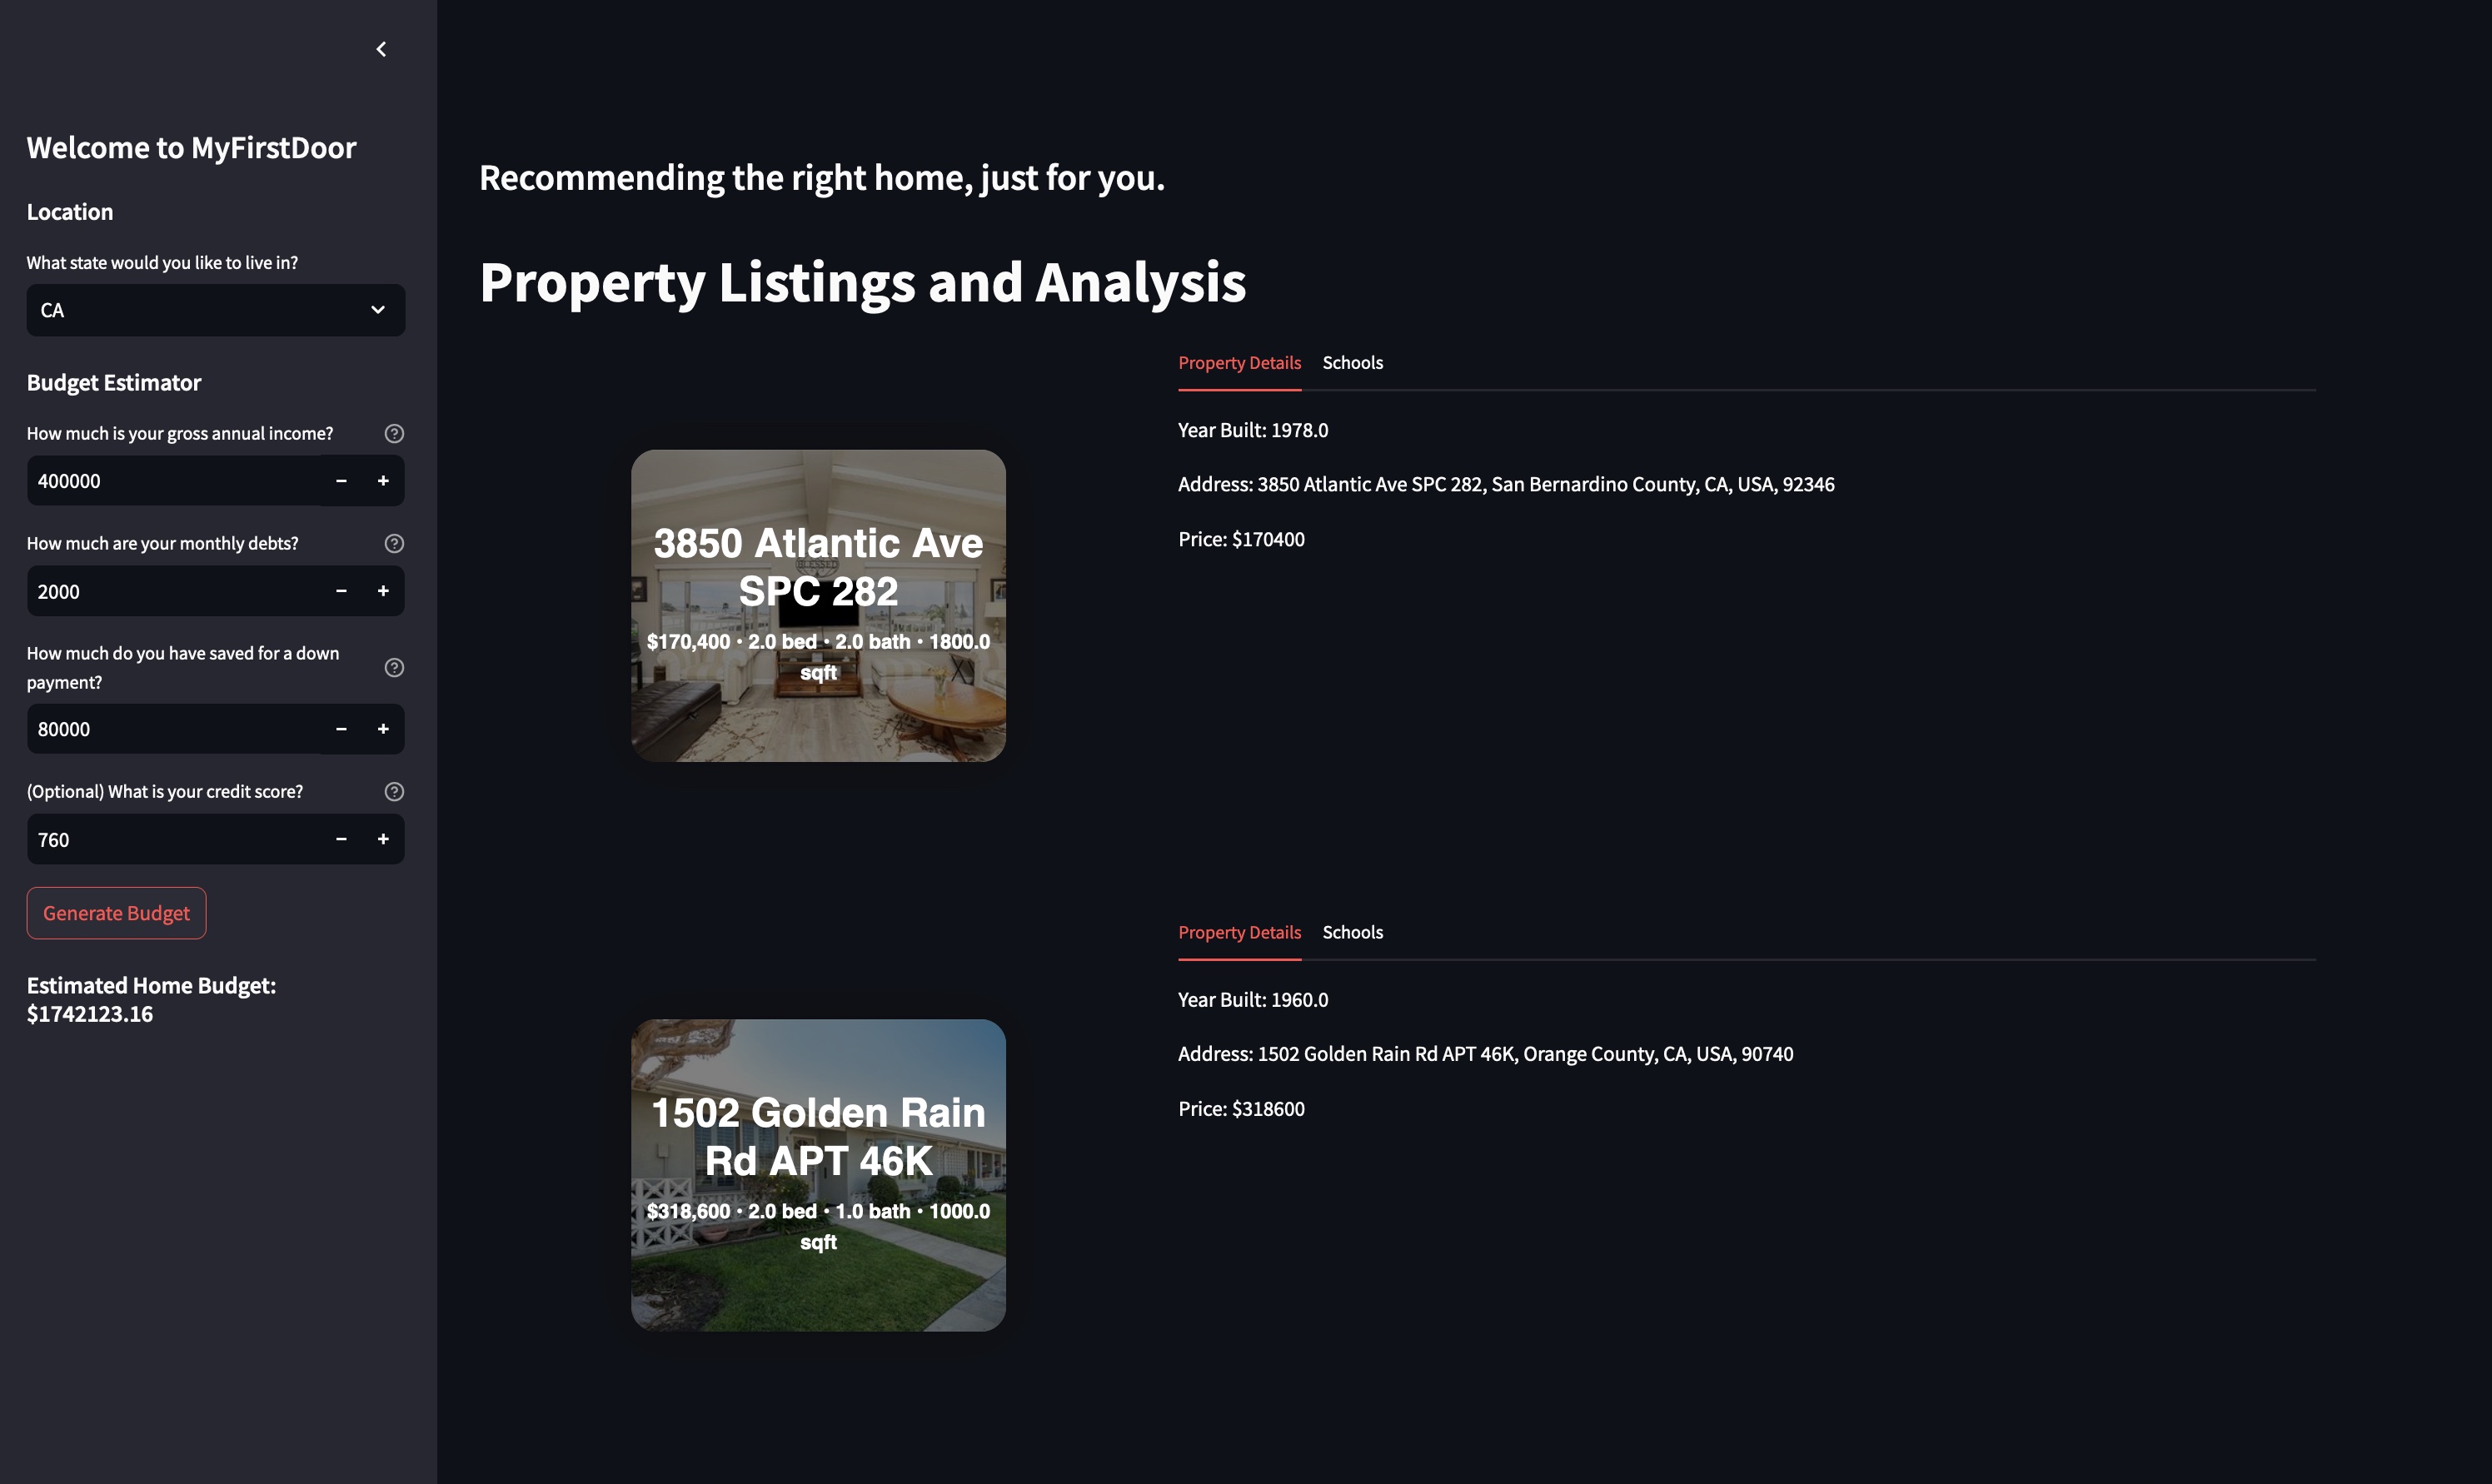 Welcome to MyFirstDoor
Location
What state would you like to live in?
CA
Budget Estimator
How much is your gross annual income?
400000
How much are your monthly debts?
2000
How much do you have saved for a down
payment?
80000
(Optional) What is your credit score?
760
Generate Budget
Estimated Home Budget:
$1742123.16
Recommending the right home, just for you.
Property Listings and Analysis
3850 Atlantic Ave
BLESSED
SPC 282
$170,400 • 2.0 bed • 2.0 bath • 1800.0
sqft
Property Details Schools
Year Built: 1978.0
Address: 3850 Atlantic Ave SPC 282, San Bernardino County, CA, USA, 92346
Price: $170400
1502 Golden Rain
Rd APT 46K
$318,600 • 2.0 bed • 1.0 bath • 1000.0
sqft
Property Details Schools
Year Built: 1960.0
Address: 1502 Golden Rain Rd APT 46K, Orange County, CA, USA, 90740
Price: $318600